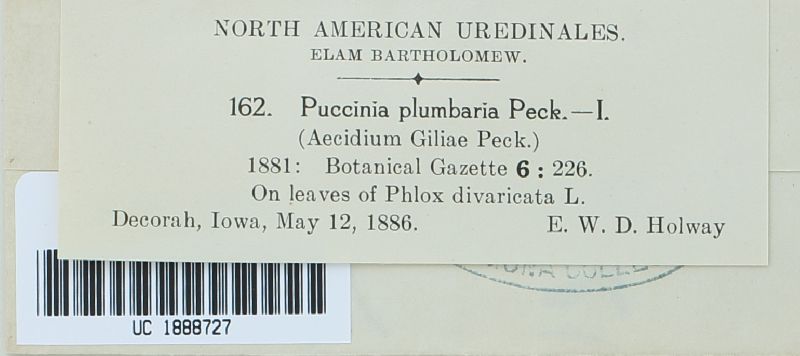 NORTH AMERICAN UREDINALES.
ELAM BARTHOLOMEW.
162. Puccinia plumbaria Peck.—I.
(Aecidium Giliae Peck.)
1881: Botanical Gazette 6 : 226.
On leaves of Phlox divaricata L.
Decorah, Iowa, May 12, 1886. E. W. D. Holway
UC 1888727